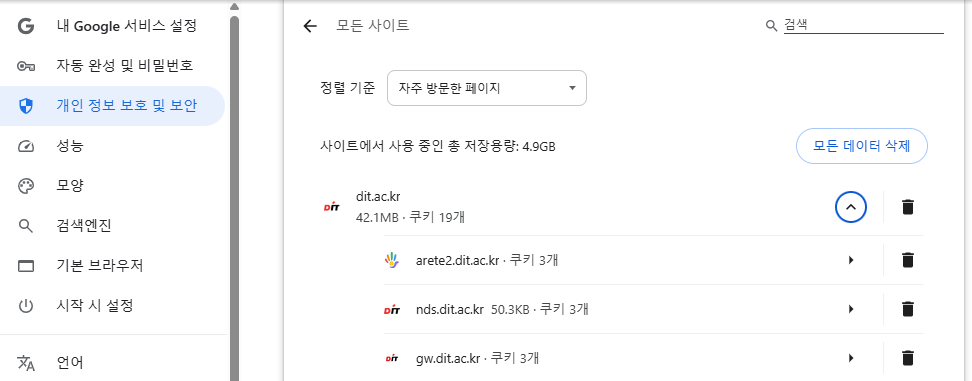 내 Google 서비스 설정
자동 완성 및 비밀번호
개인 정보 보호 및 보안
성능
모양
검색엔진
기본 브라우저
시작 시 설정
언어
모든 사이트
검색
정렬 기준 자주 방문한 페이지
사이트에서 사용 중인 총 저장용량: 4.9GB 모든 데이터 삭제
DIT dit.ac.kr
42.1MB · 쿠키 19개
arete2.dit.ac.kr · 쿠키 3개
DIT nds.dit.ac.kr 50.3KB · 쿠키 3개
DIT gw.dit.ac.kr · 쿠키 3개